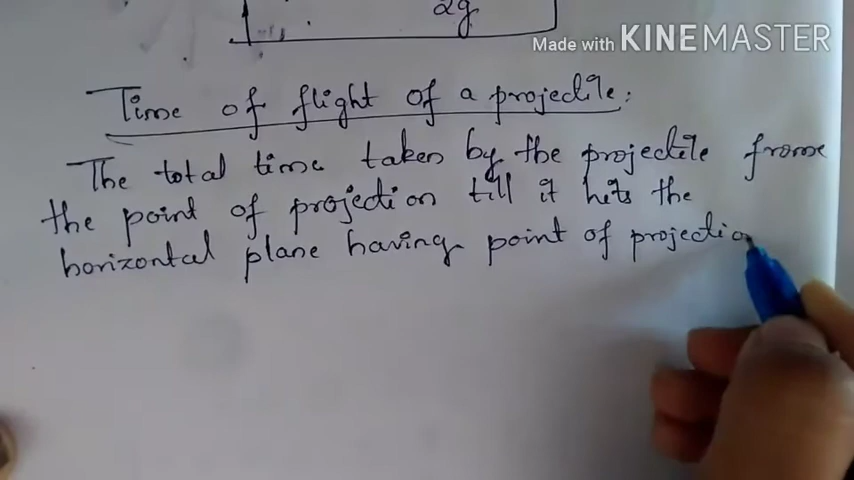 2g
Made with KINEMASTER
Time of flight of a projectile:
The total time taken by the projectile from
the point of projection till it hits the
horizontal plane having point of projection